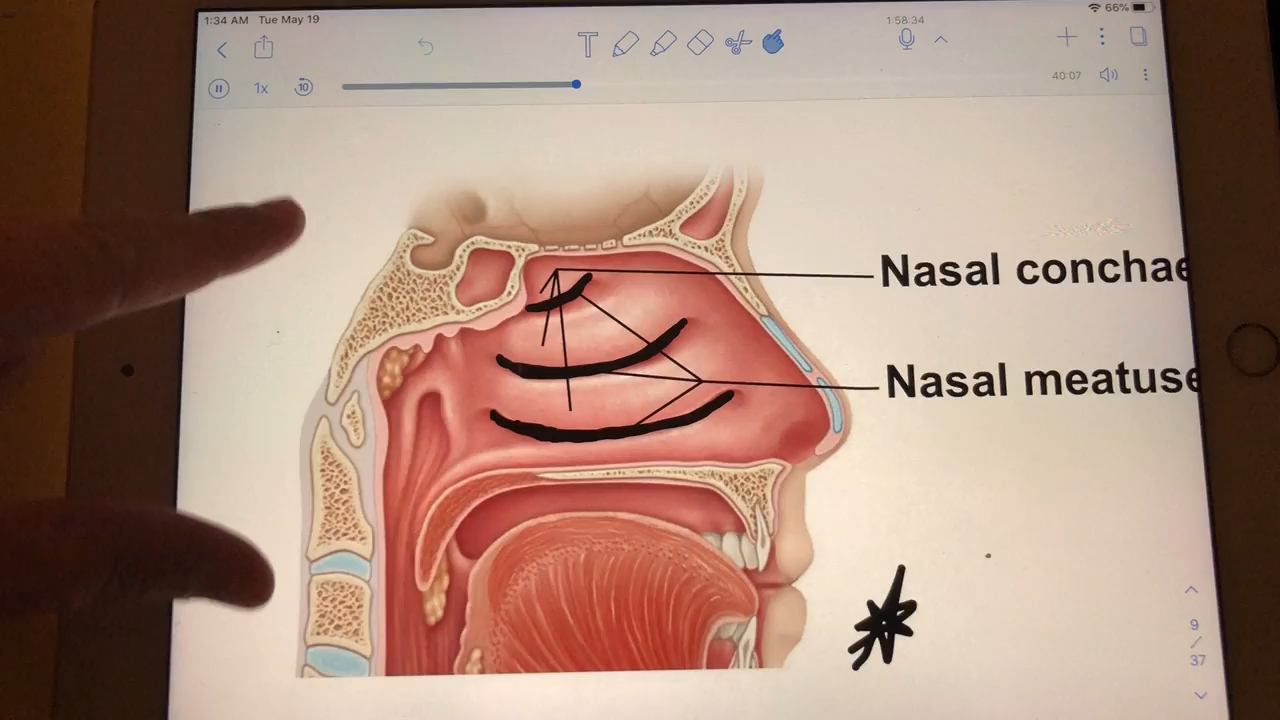 1:34 AM Tue May 19
1:58:34
66%
T
1x
10
40:07
Nasal conchae
Nasal meatuse
9
/
37